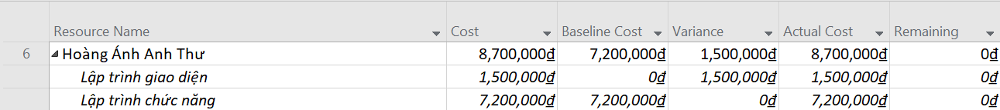 Resource Name Cost Baseline Cost Variance Actual Cost Remaining
6 Hoàng Ánh Anh Thư 8,700,000₫ 7,200,000₫ 1,500,000₫ 8,700,000₫ 0₫
Lập trình giao diện 1,500,000₫ 0₫ 1,500,000₫ 1,500,000₫ 0₫
Lập trình chức năng 7,200,000₫ 7,200,000₫ 0₫ 7,200,000₫ 0₫